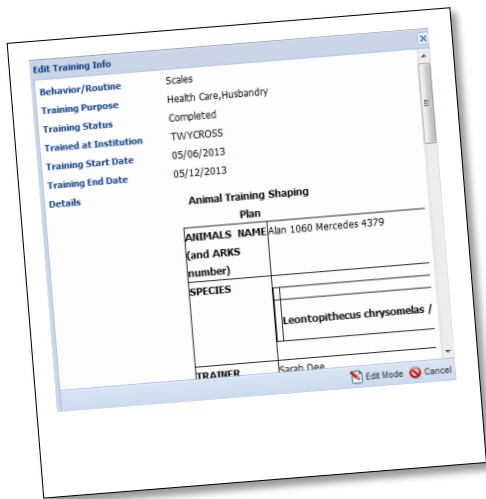 Edit Training Info
Behavior/Routine Scales
Training Purpose Health Care,Husbandry
Training Status Completed
Trained at Institution TWYCROSS
Training Start Date 05/06/2013
Training End Date 05/12/2013
Details
Animal Training Shaping
Plan
ANIMALS NAME Alan 1060 Mercedes 4379
(and ARKS
number)
SPECIES
Leontopithecus chrysomelas /
TRAINER Sarah Dee
Edit Mode Cancel